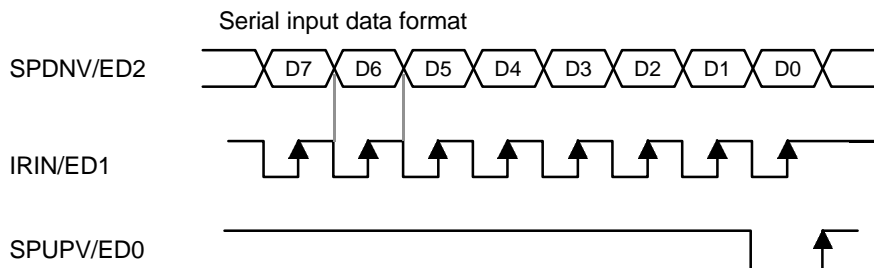 Serial input data format
SPDNV/ED2 D7 D6 D5 D4 D3 D2 D1 D0
IRIN/ED1
SPUPV/ED0